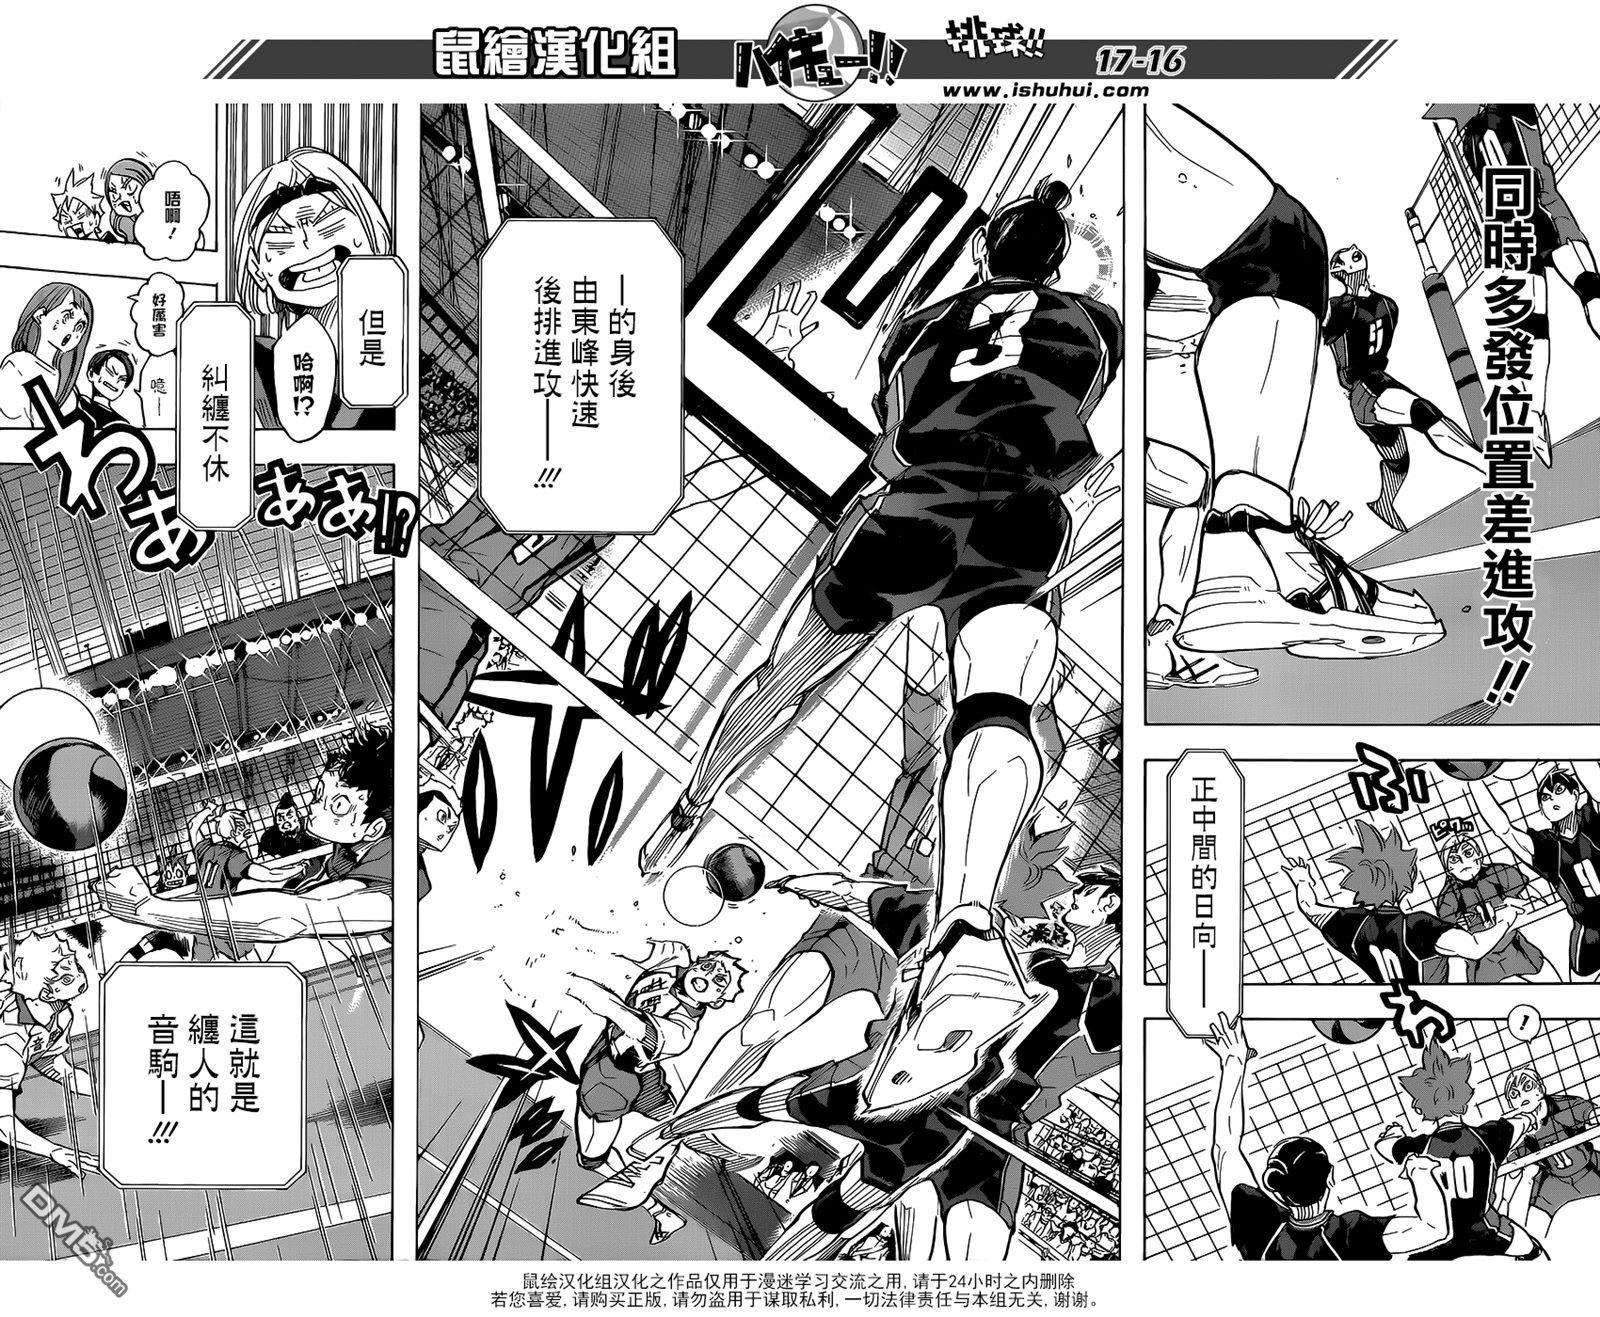 鼠繪漢化組
ハイキュー!!
排球!!
17-16
www.ishuhui.com
同時多發位置差進攻!!
ふ
わっ
正中間的日向——
!
—的身後
由東峰快速
後排進攻——!!!
但是
哈啊!?
糾纏不休
唔啊!
好厲害
噫—
わあ
ああ!?
這就是
纏人的
音駒—!!!
鼠绘汉化组汉化之作品仅用于漫迷学习交流之用,请于24小时之内删除
若您喜爱,请购买正版,请勿盗用于谋取私利,一切法律责任与本组无关,谢谢。